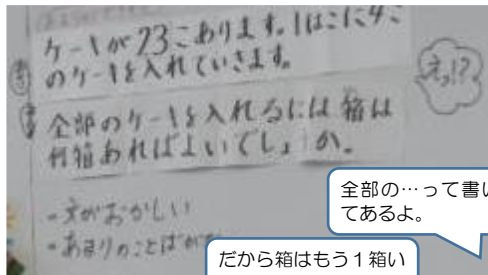 ケーキが23こあります。1はこに4こ
のケーキを入れていきます。
えっ!?
全部のケーキを入れるには箱は
何箱あればよいでしょうか。
・文がおかしい
・あまりのことばが
全部の…って書い
てあるよ。
だから箱はもう1箱い